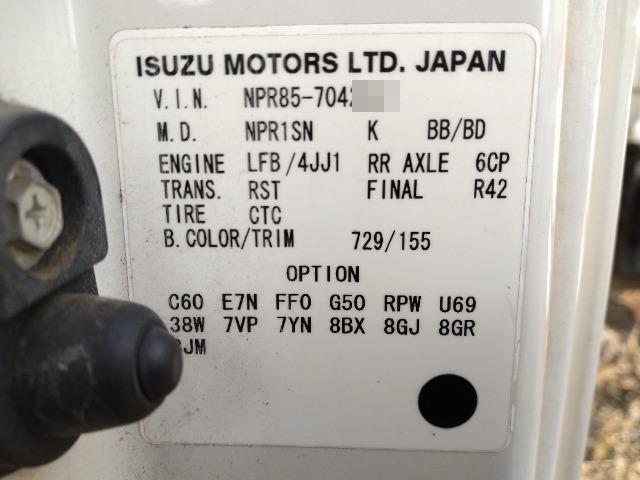 ISUZU MOTORS LTD. JAPAN
V.I.N. NPR85-704
M.D. NPR1SN K BB/BD
ENGINE LFB/4JJ1 RR AXLE 6CP
TRANS. RST FINAL R42
TIRE CTC
B.COLOR/TRIM 729/155
OPTION
C60 E7N FF0 G50 RPW U69
38W 7VP 7YN 8BX 8GJ 8GR
JM